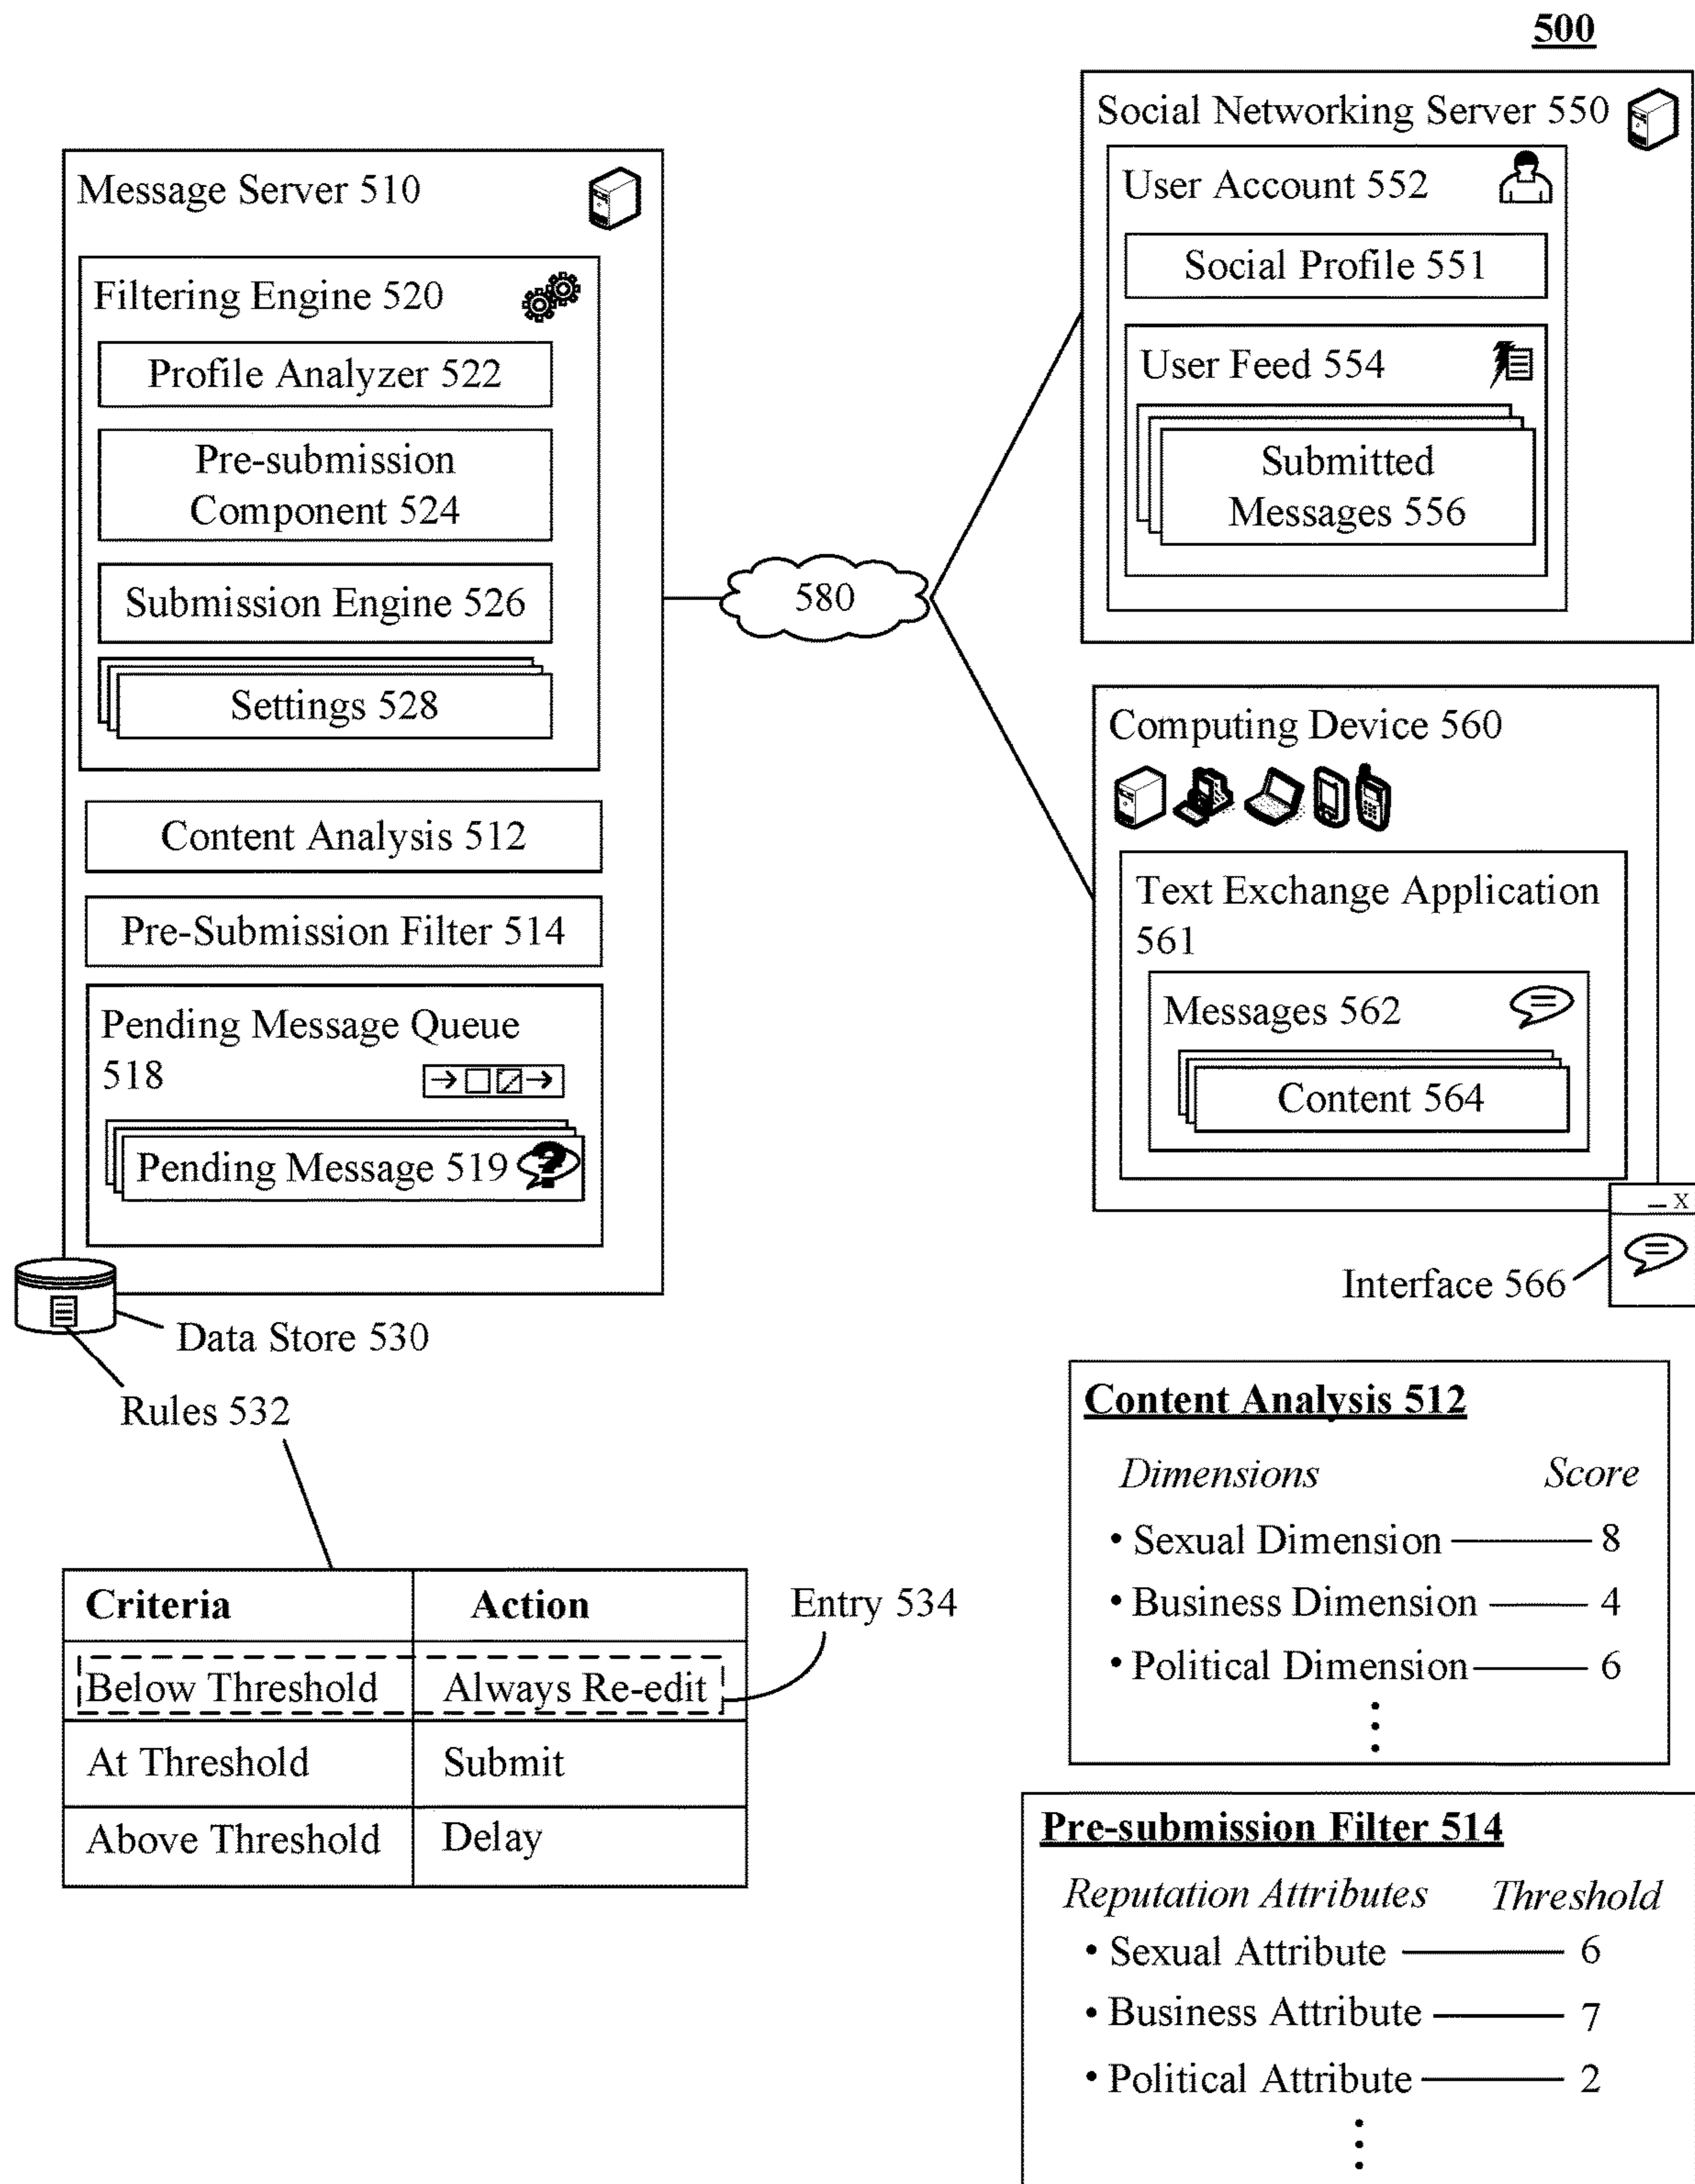 500
Message Server 510
Filtering Engine 520
Profile Analyzer 522
Pre-submission
Component 524
Submission Engine 526
Settings 528
Content Analysis 512
Pre-Submission Filter 514
Pending Message Queue
518
Pending Message 519
?
Data Store 530
Rules 532
580
Social Networking Server 550
User Account 552
Social Profile 551
User Feed 554
Submitted
Messages 556
Computing Device 560
Text Exchange Application
561
Messages 562
Content 564
_ X
Interface 566
Criteria Action
Below Threshold Always Re-edit
At Threshold Submit
Above Threshold Delay
Entry 534
Content Analysis 512
Dimensions Score
• Sexual Dimension 8
• Business Dimension 4
• Political Dimension 6
Pre-submission Filter 514
Reputation Attributes Threshold
• Sexual Attribute 6
• Business Attribute 7
• Political Attribute 2